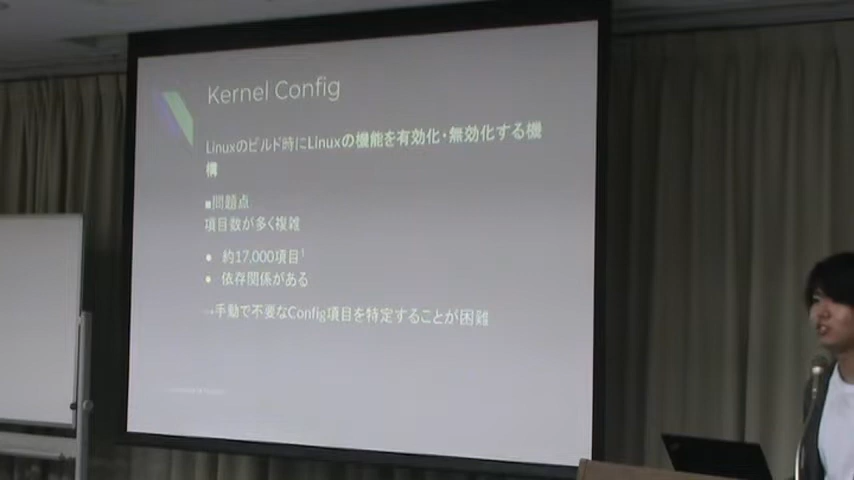 Kernel Config
Linuxのビルド時にLinuxの機能を有効化・無効化する機
構
■問題点
項目数が多く複雑
● 約17,000項目1
● 依存関係がある
→手動で不要なConfig項目を特定することが困難